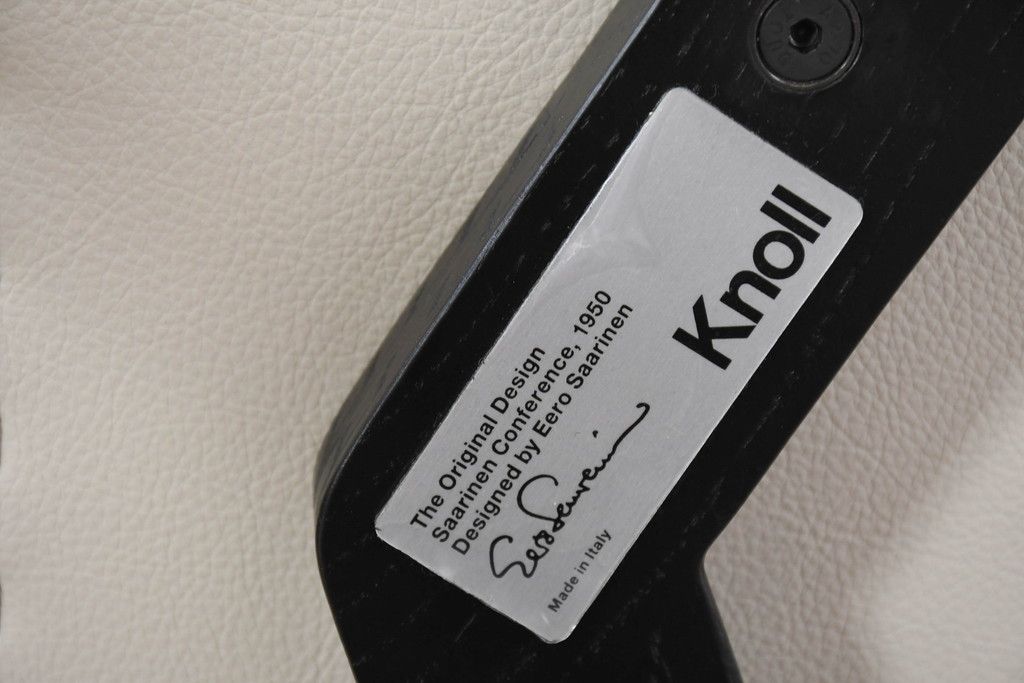 Knoll
The Original Design
Saarinen Conference, 1950
Designed by Eero Saarinen
Eero Saarinen
Made in Italy